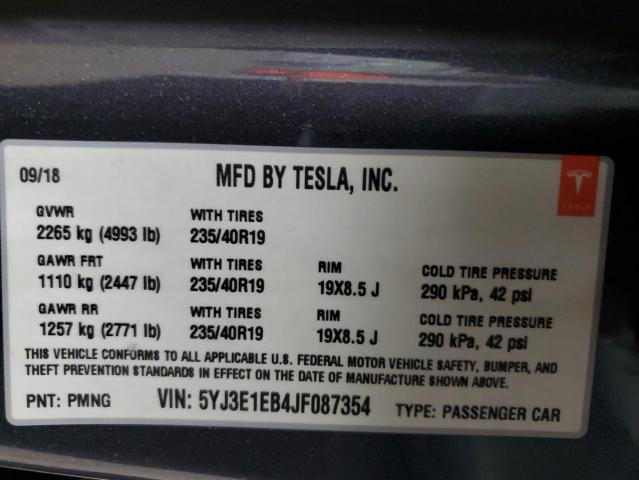 09/18 MFD BY TESLA, INC.
TESLA
GVWR WITH TIRES
2265 kg (4993 lb) 235/40R19
GAWR FRT WITH TIRES RIM COLD TIRE PRESSURE
1110 kg (2447 lb) 235/40R19 19X8.5 J 290 kPa, 42 psi
GAWR RR WITH TIRES RIM COLD TIRE PRESSURE
1257 kg (2771 lb) 235/40R19 19X8.5 J 290 kPa, 42 psi
THIS VEHICLE CONFORMS TO ALL APPLICABLE U.S. FEDERAL MOTOR VEHICLE SAFETY, BUMPER, AND
THEFT PREVENTION STANDARDS IN EFFECT ON THE DATE OF MANUFACTURE SHOWN ABOVE.
PNT: PMNG VIN: 5YJ3E1EB4JF087354 TYPE: PASSENGER CAR